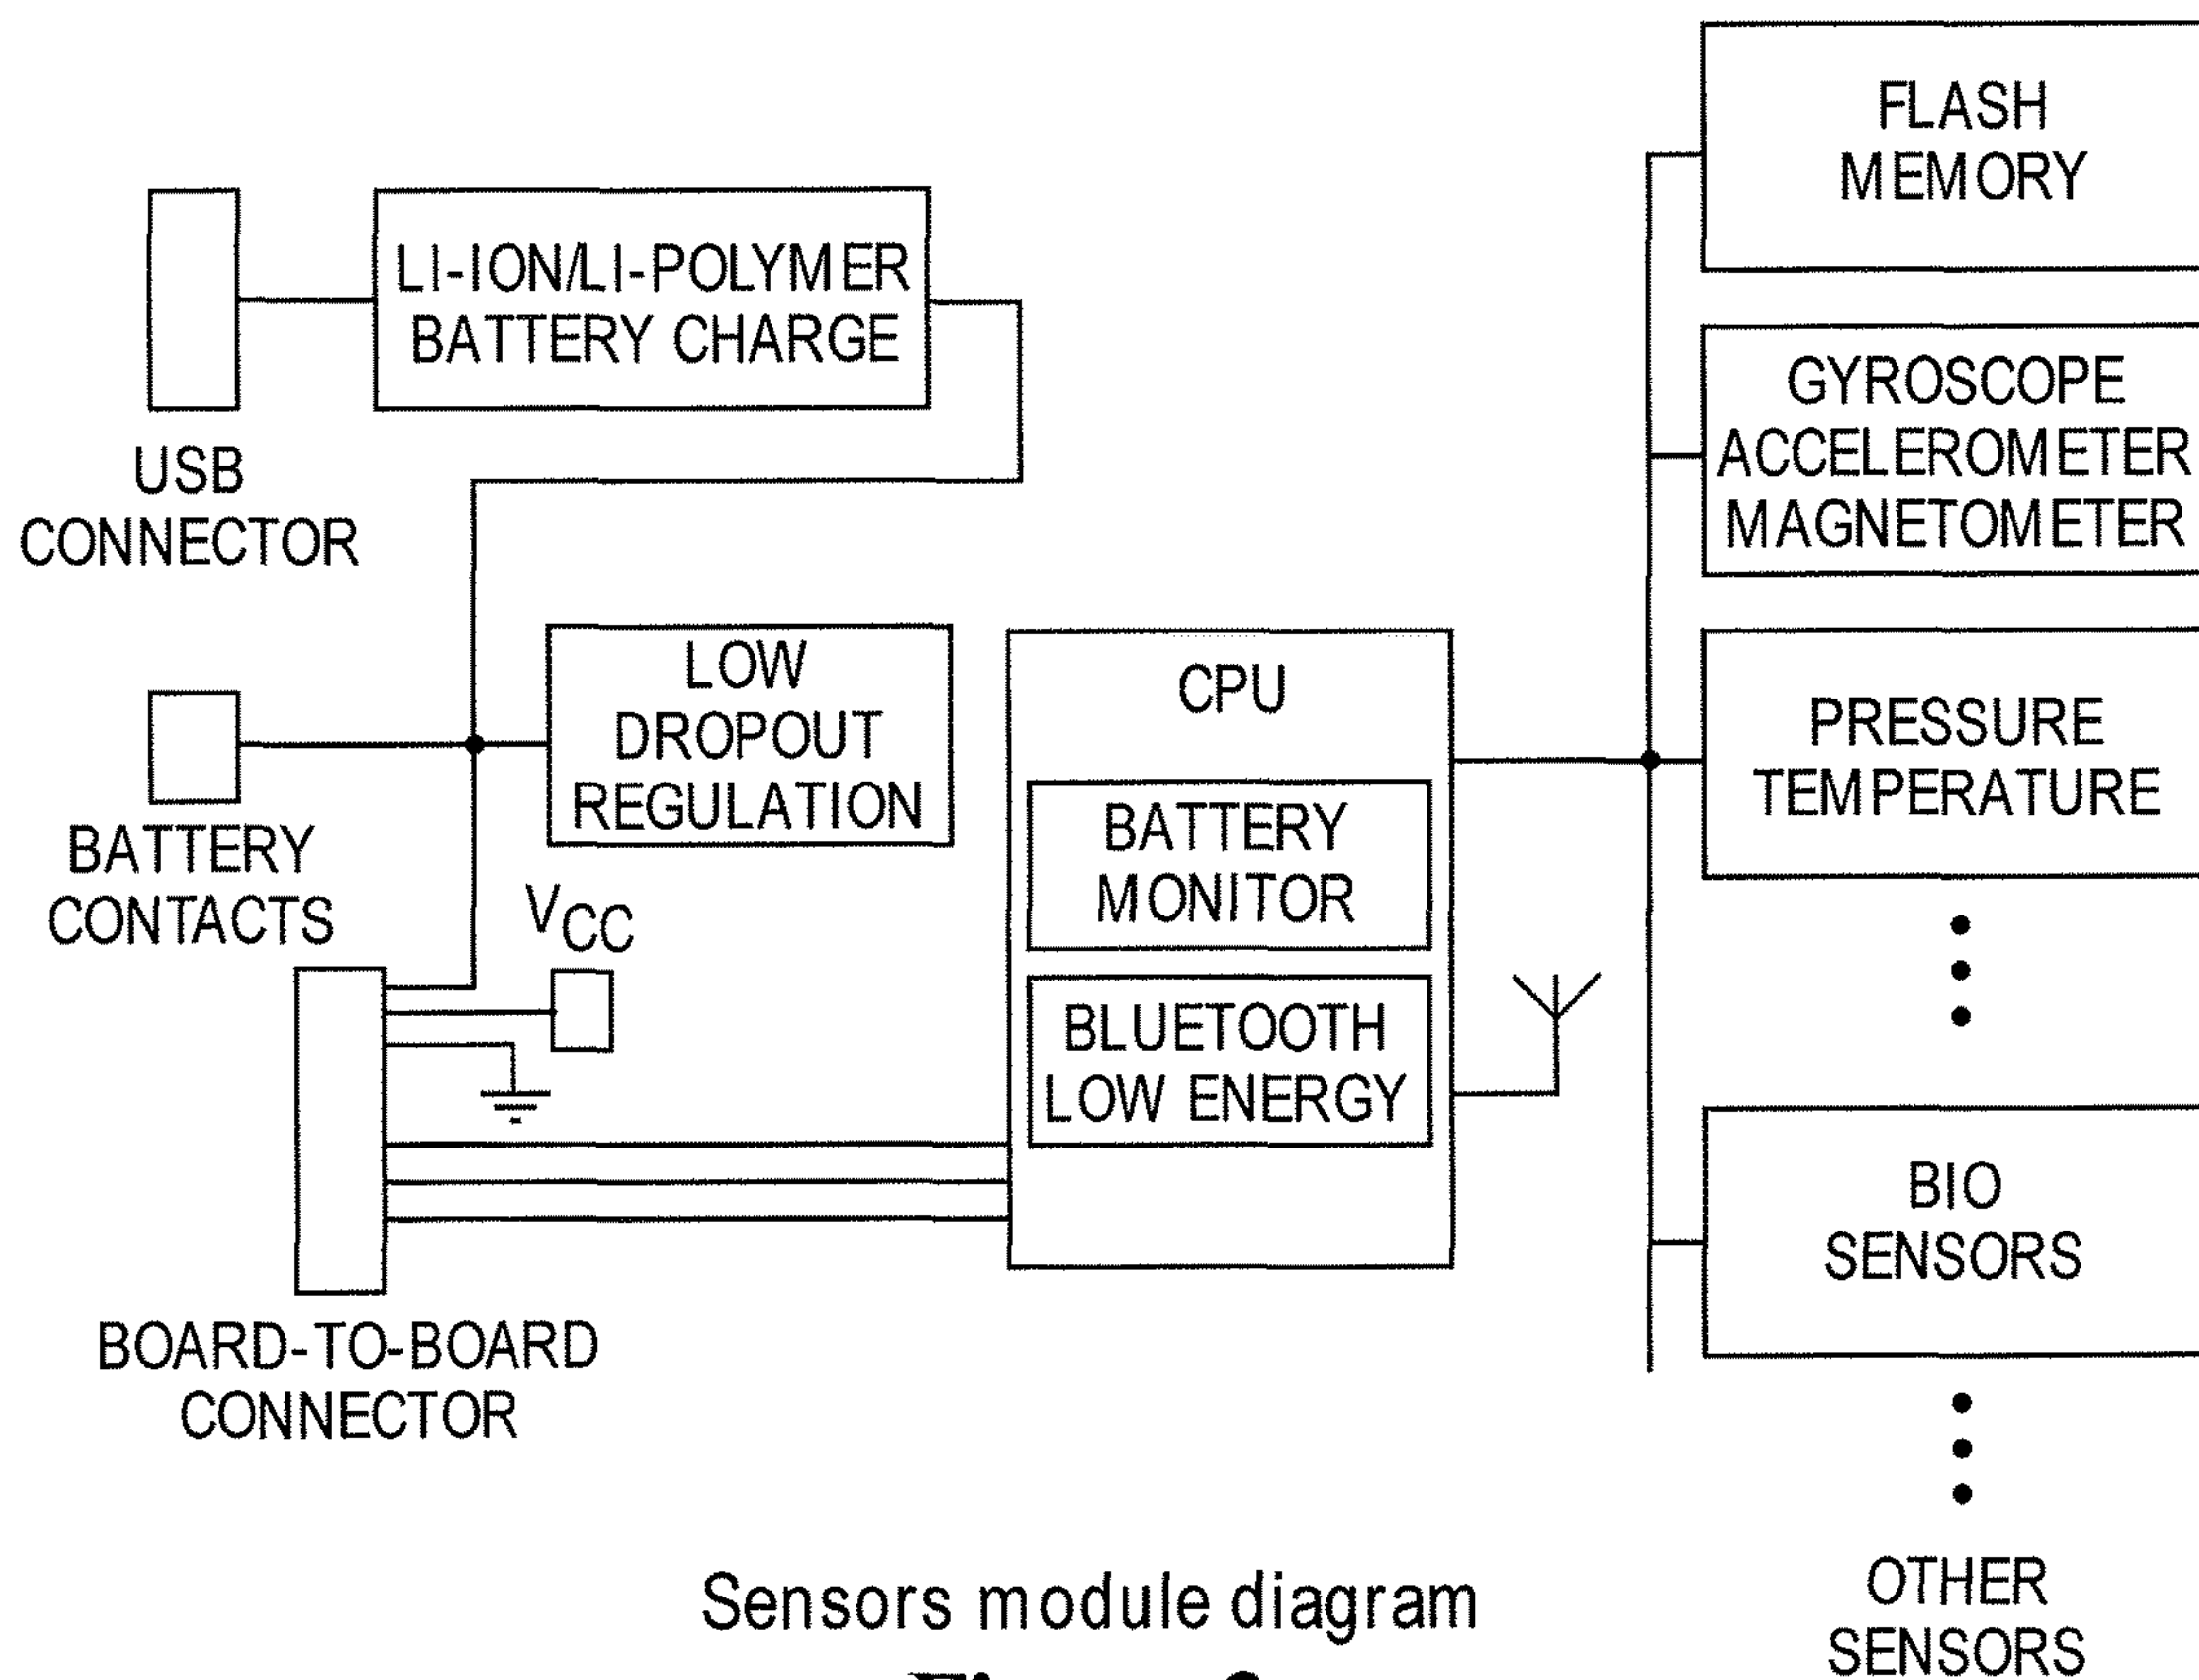 FLASH
MEMORY
LI-ION/LI-POLYMER
BATTERY CHARGE
USB
CONNECTOR
GYROSCOPE
ACCELEROMETER
MAGNETOMETER
LOW
DROPOUT
REGULATION
CPU
BATTERY
MONITOR
BLUETOOTH
LOW ENERGY
PRESSURE
TEMPERATURE
BATTERY
CONTACTS
VCC
BIO
SENSORS
BOARD-TO-BOARD
CONNECTOR
OTHER
SENSORS
Sensors module diagram